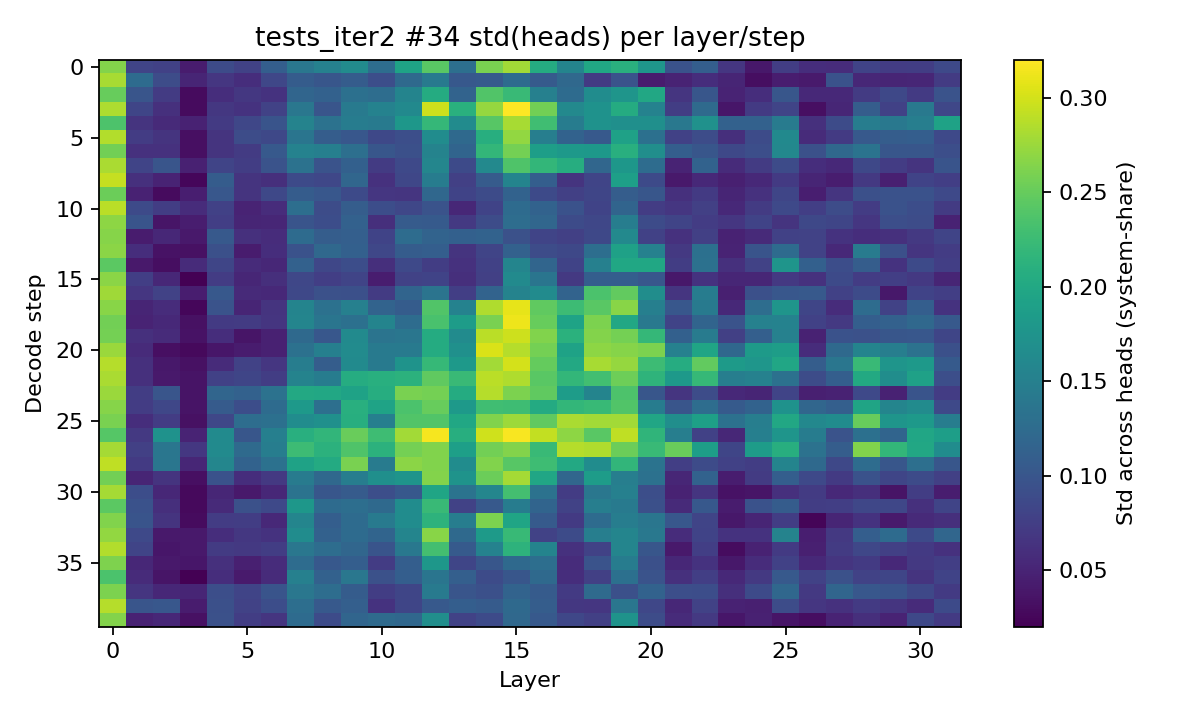 tests_iter2 #34 std(heads) per layer/step
0
5
10
15
20
25
30
35
Decode step
0 5 10 15 20 25 30
Layer
0.30
0.25
0.20
0.15
0.10
0.05
Std across heads (system-share)